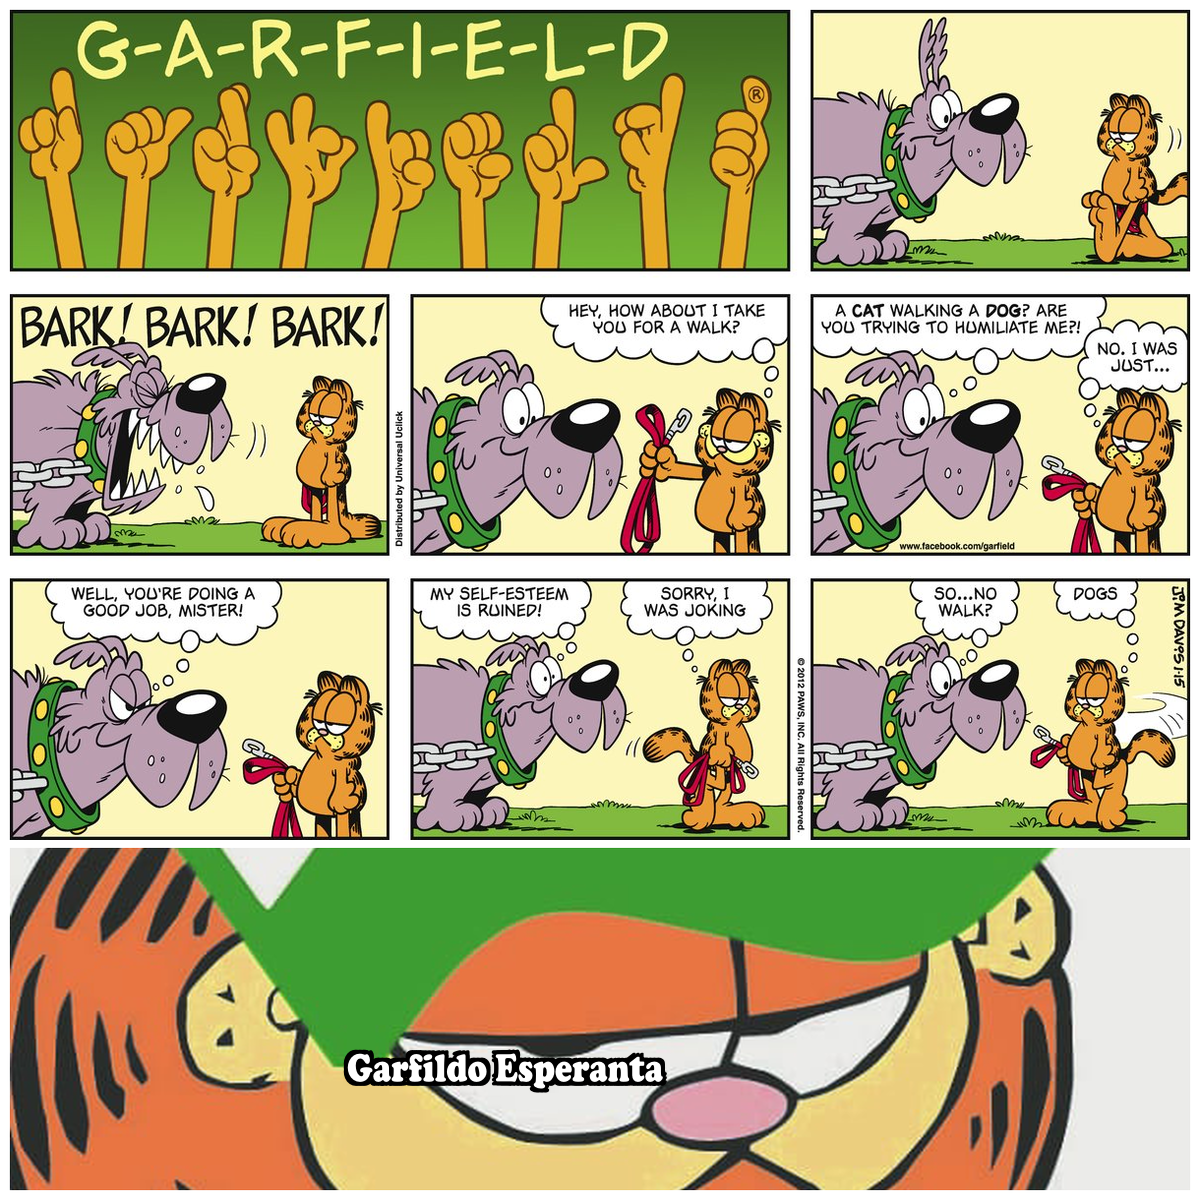 G-A-R-F-I-E-L-D
®
BARK! BARK! BARK!
Distributed by Universal Uclick
HEY, HOW ABOUT I TAKE
YOU FOR A WALK?
A CAT WALKING A DOG? ARE
YOU TRYING TO HUMILIATE ME?!
NO. I WAS
JUST...
www.facebook.com/garfield
WELL, YOU'RE DOING A
GOOD JOB, MISTER!
MY SELF-ESTEEM
IS RUINED!
SORRY, I
WAS JOKING
© 2012 PAWS, INC. All Rights Reserved.
SO...NO
WALK?
DOGS
JIM DAVIS 1-15
Garfildo Esperanta